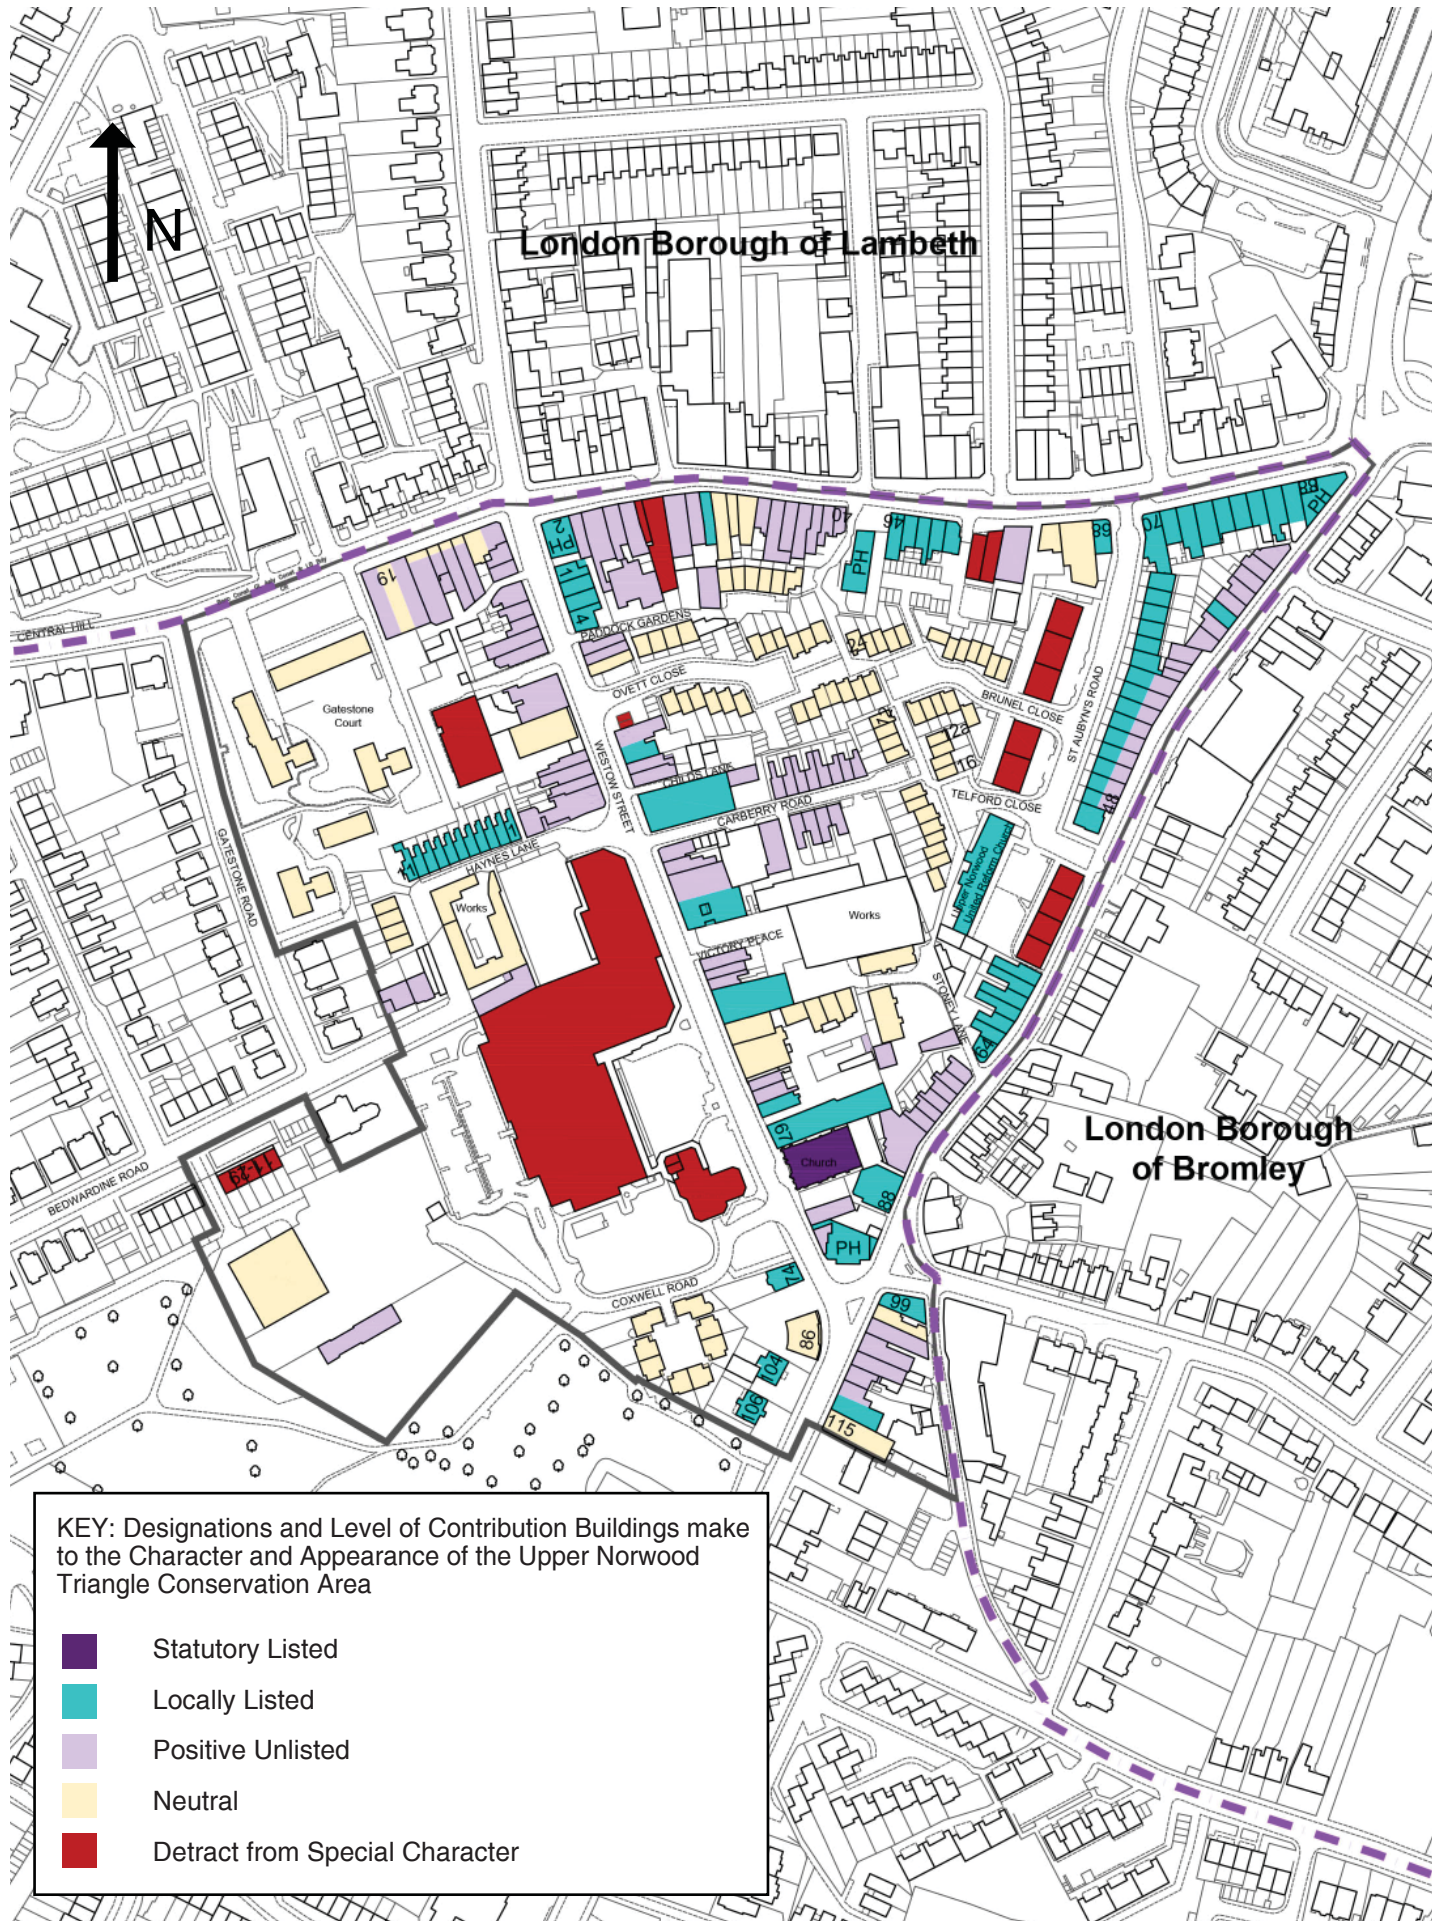 N
London Borough of Lambeth
CENTRAL HILL
19
PH 2
1
4
40
46
PH
68
70
88
PH
PADDOCK GARDENS
24
OVETT CLOSE
BRUNEL CLOSE
ST AUBYN'S ROAD
Gatestone
Court
12a
16
WESTOW STREET
CHILDS LANE
TELFORD CLOSE
48
CARBERRY ROAD
GATESTONE ROAD
11
1
HAYNES LANE
Upper Norwood
United Reform Church
Works
Works
VICTORY PLACE
STONEY LANE
64
London Borough
of Bromley
67
Church
88
11-29
BEDWARDINE ROAD
PH
74
COXWELL ROAD
99
86
104
106
115
KEY: Designations and Level of Contribution Buildings make
to the Character and Appearance of the Upper Norwood
Triangle Conservation Area
Statutory Listed
Locally Listed
Positive Unlisted
Neutral
Detract from Special Character